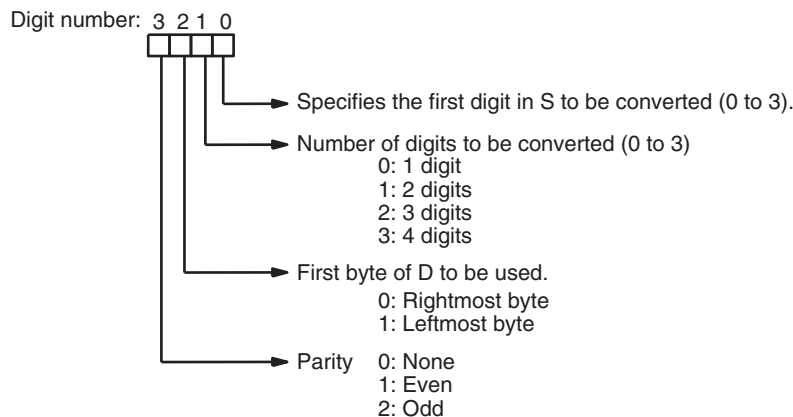 Digit number: 3 2 1 0
Specifies the first digit in S to be converted (0 to 3).
Number of digits to be converted (0 to 3)
0: 1 digit
1: 2 digits
2: 3 digits
3: 4 digits
First byte of D to be used.
0: Rightmost byte
1: Leftmost byte
Parity 0: None
1: Even
2: Odd